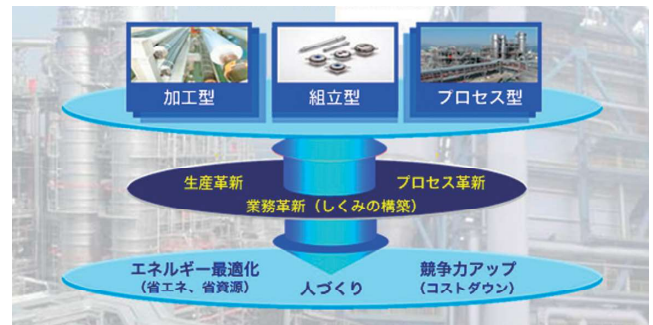 加工型
組立型
プロセス型
生産革新
プロセス革新
業務革新（しくみの構築）
エネルギー最適化
（省エネ、省資源）
人づくり
競争力アップ
（コストダウン）